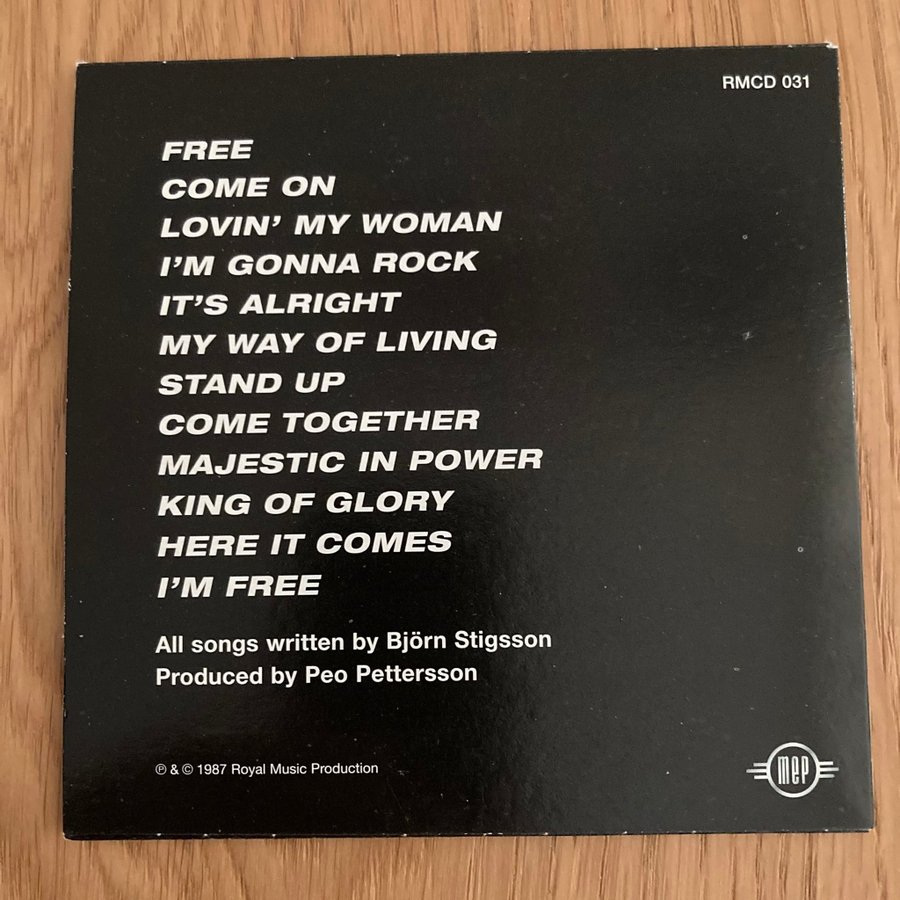 RMCD 031
FREE
COME ON
LOVIN' MY WOMAN
I'M GONNA ROCK
IT'S ALRIGHT
MY WAY OF LIVING
STAND UP
COME TOGETHER
MAJESTIC IN POWER
KING OF GLORY
HERE IT COMES
I'M FREE
All songs written by Björn Stigsson
Produced by Peo Pettersson
℗ & © 1987 Royal Music Production
mep